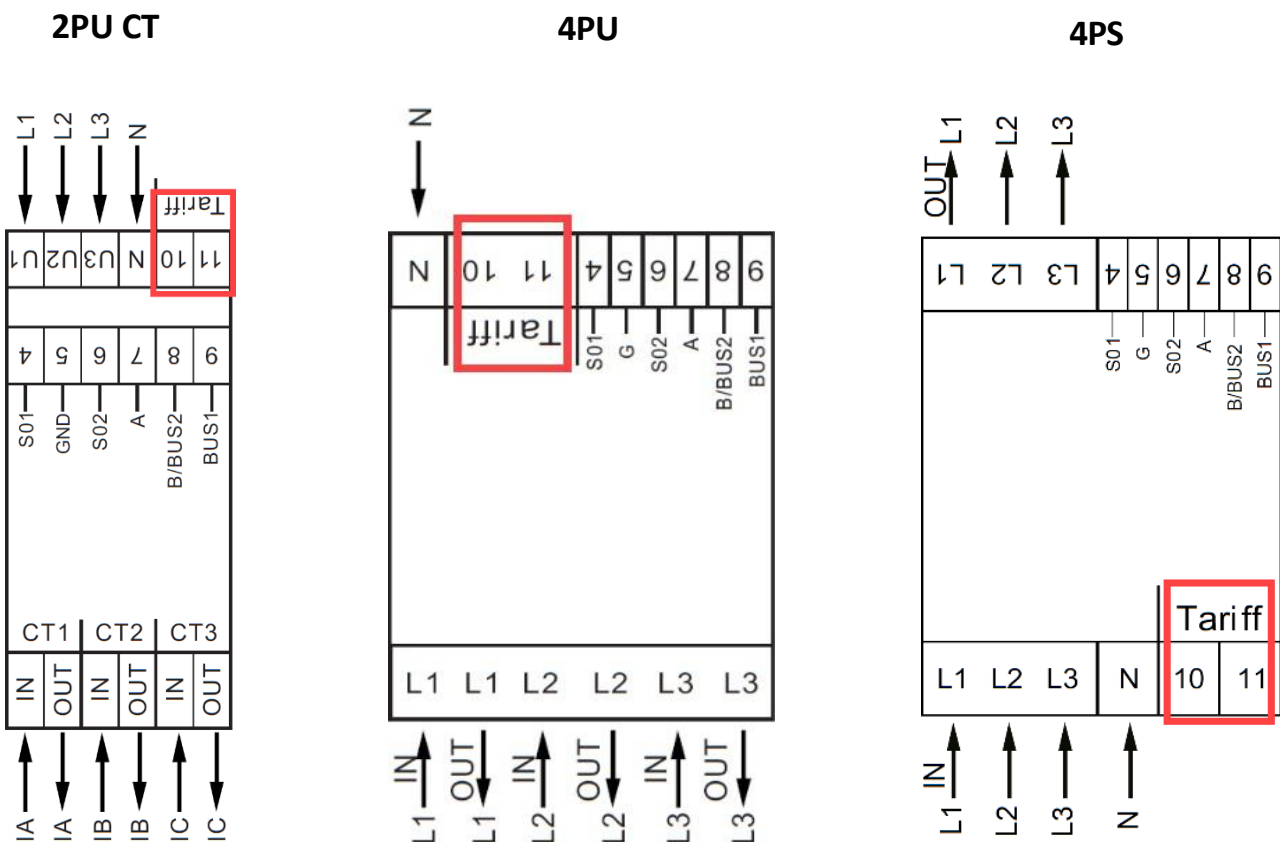 2PU CT
L1 L2 L3 N
Tariff
U1 U2 U3 N 10 11
4 5 6 7 8 9
S01 GND S02 A B/BUS2 BUS1
CT1 CT2 CT3
IN OUT IN OUT IN OUT
IA IA IB IB IC IC
4PU
N
N 10 11 4 5 6 7 8 9
Tariff
S01 G S02 A B/BUS2 BUS1
L1 L1 L2 L2 L3 L3
IN OUT IN OUT IN OUT
L1 L1 L2 L2 L3 L3
4PS
L1 L2 L3
OUT
L1 L2 L3 4 5 6 7 8 9
S01 G S02 A B/BUS2 BUS1
Tariff
L1 L2 L3 N 10 11
IN
L1 L2 L3 N